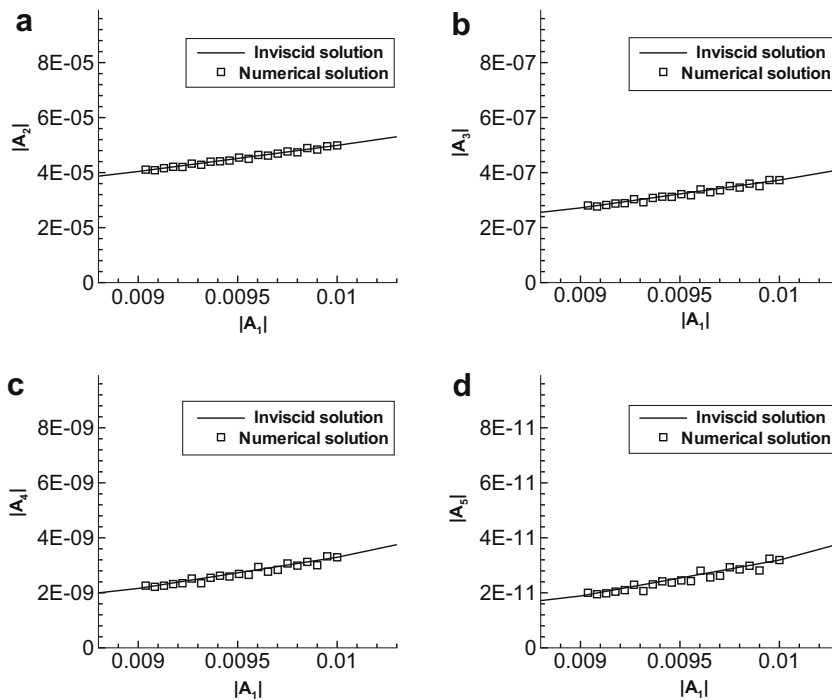 a
Inviscid solution
Numerical solution
8E-05
6E-05
4E-05
2E-05
0
|A₂|
0.009 0.0095 0.01
|A₁|
b
Inviscid solution
Numerical solution
8E-07
6E-07
4E-07
2E-07
0
|A₃|
0.009 0.0095 0.01
|A₁|
c
Inviscid solution
Numerical solution
8E-09
6E-09
4E-09
2E-09
0
|A₄|
0.009 0.0095 0.01
|A₁|
d
Inviscid solution
Numerical solution
8E-11
6E-11
4E-11
2E-11
0
|A₅|
0.009 0.0095 0.01
|A₁|